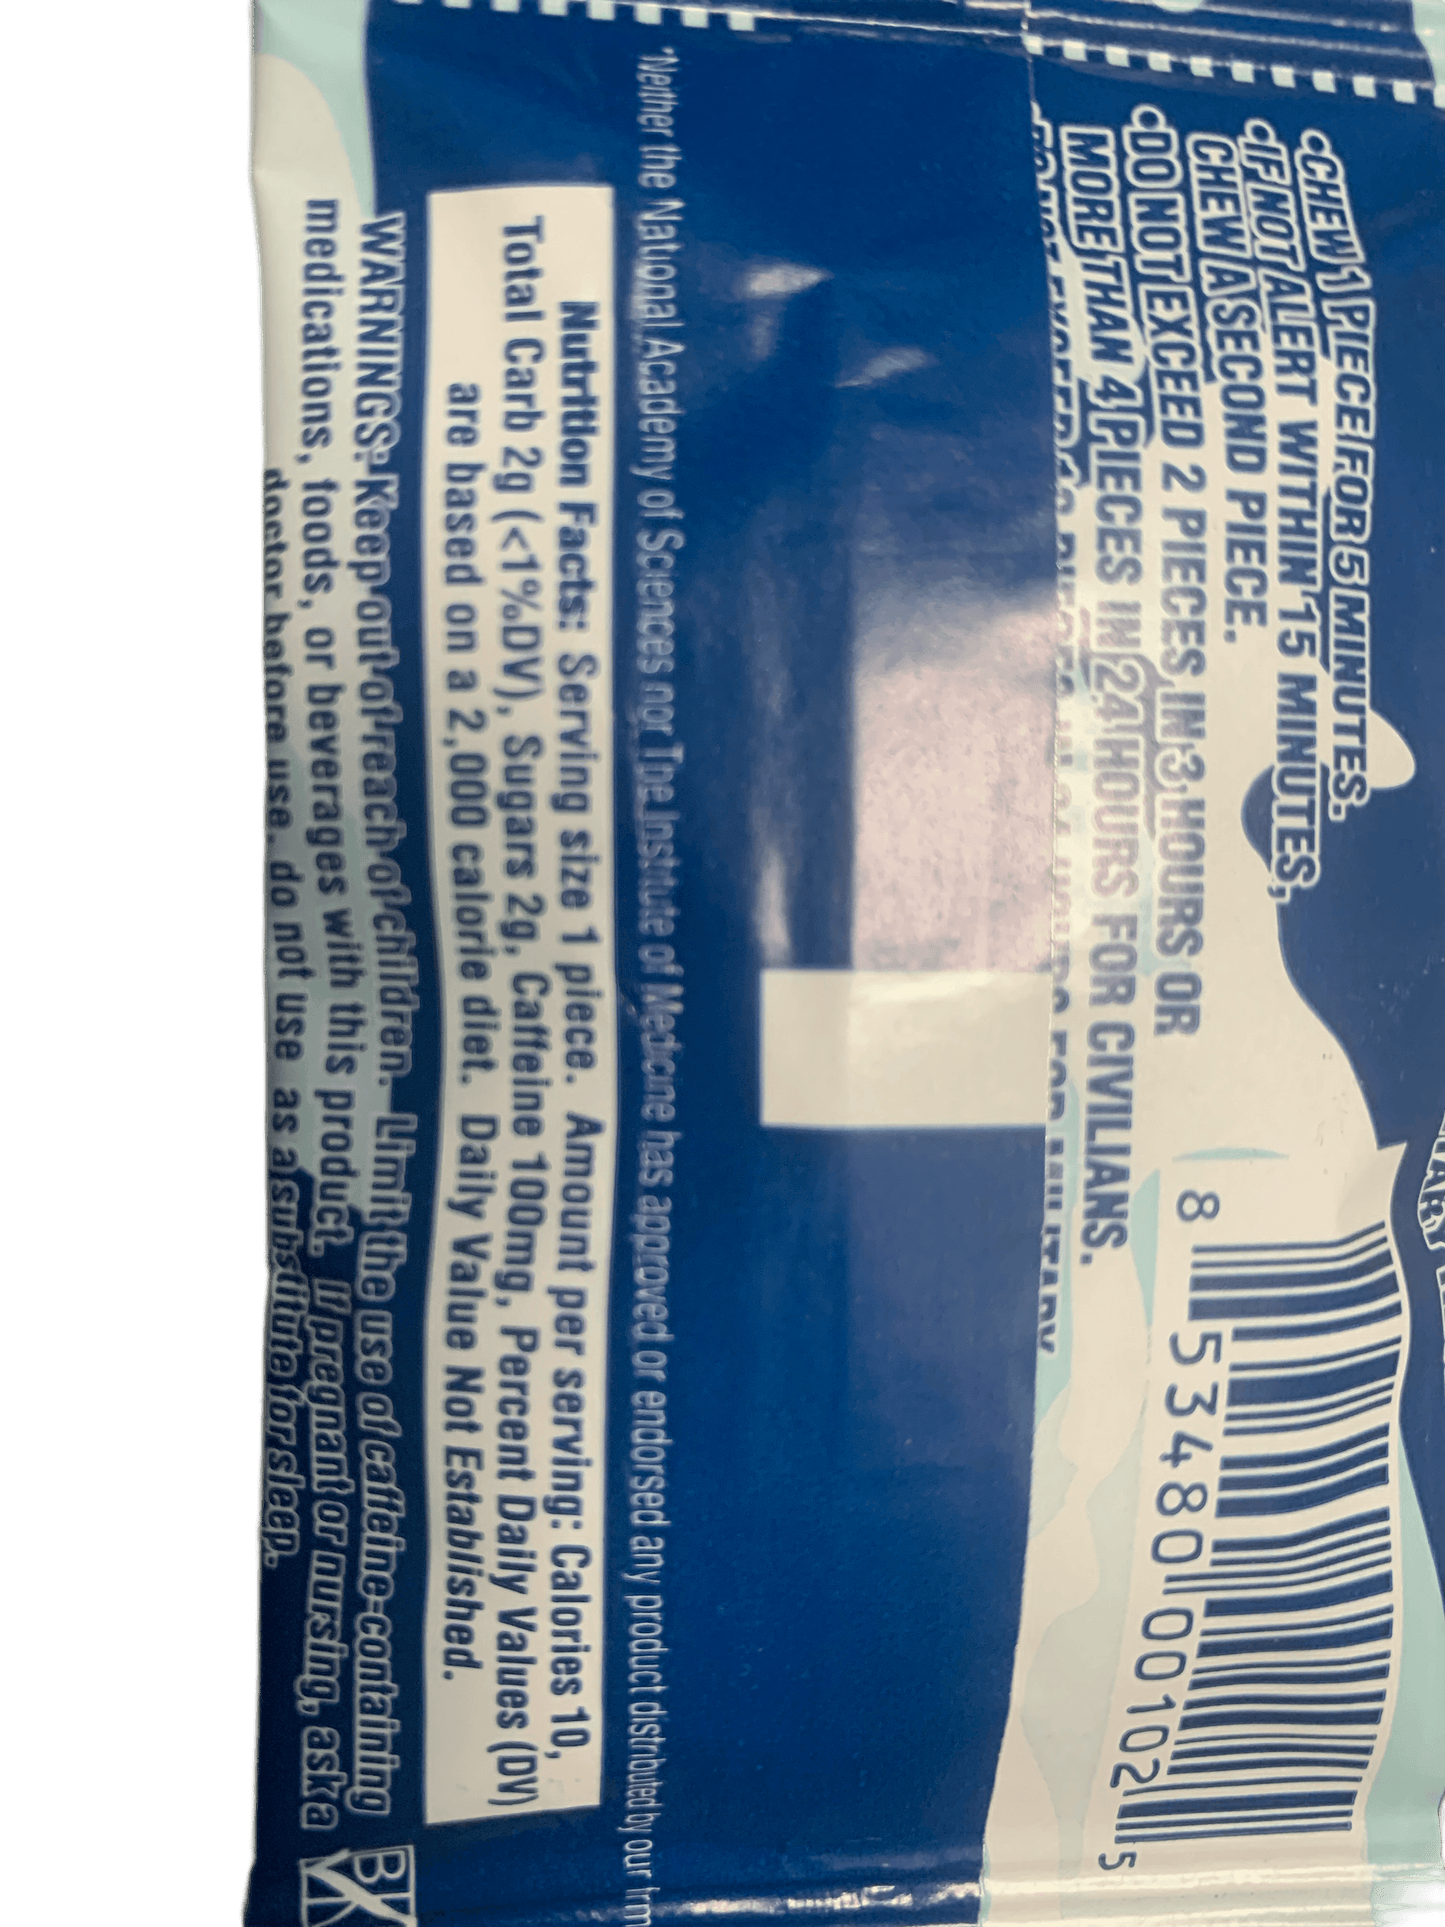 •CHEW 1 PIECE FOR 5 MINUTES.
•IF NOT ALERT WITHIN 15 MINUTES,
CHEW A SECOND PIECE.
•DO NOT EXCEED 2 PIECES IN 3 HOURS OR
MORE THAN 4 PIECES IN 24 HOURS FOR CIVILIANS.
8 53480 00102 5
*Neither the National Academy of Sciences nor The Institute of Medicine has approved or endorsed any product distributed by our firm
Nutrition Facts: Serving size 1 piece. Amount per serving: Calories 10,
Total Carb 2g (<1%DV), Sugars 2g, Caffeine 100mg, Percent Daily Values (DV)
are based on a 2,000 calorie diet. Daily Value Not Established.
WARNINGS: Keep out of reach of children. Limit the use of caffeine-containing
medications, foods, or beverages with this product. If pregnant or nursing, ask a
doctor before use. do not use as a substitute for sleep.